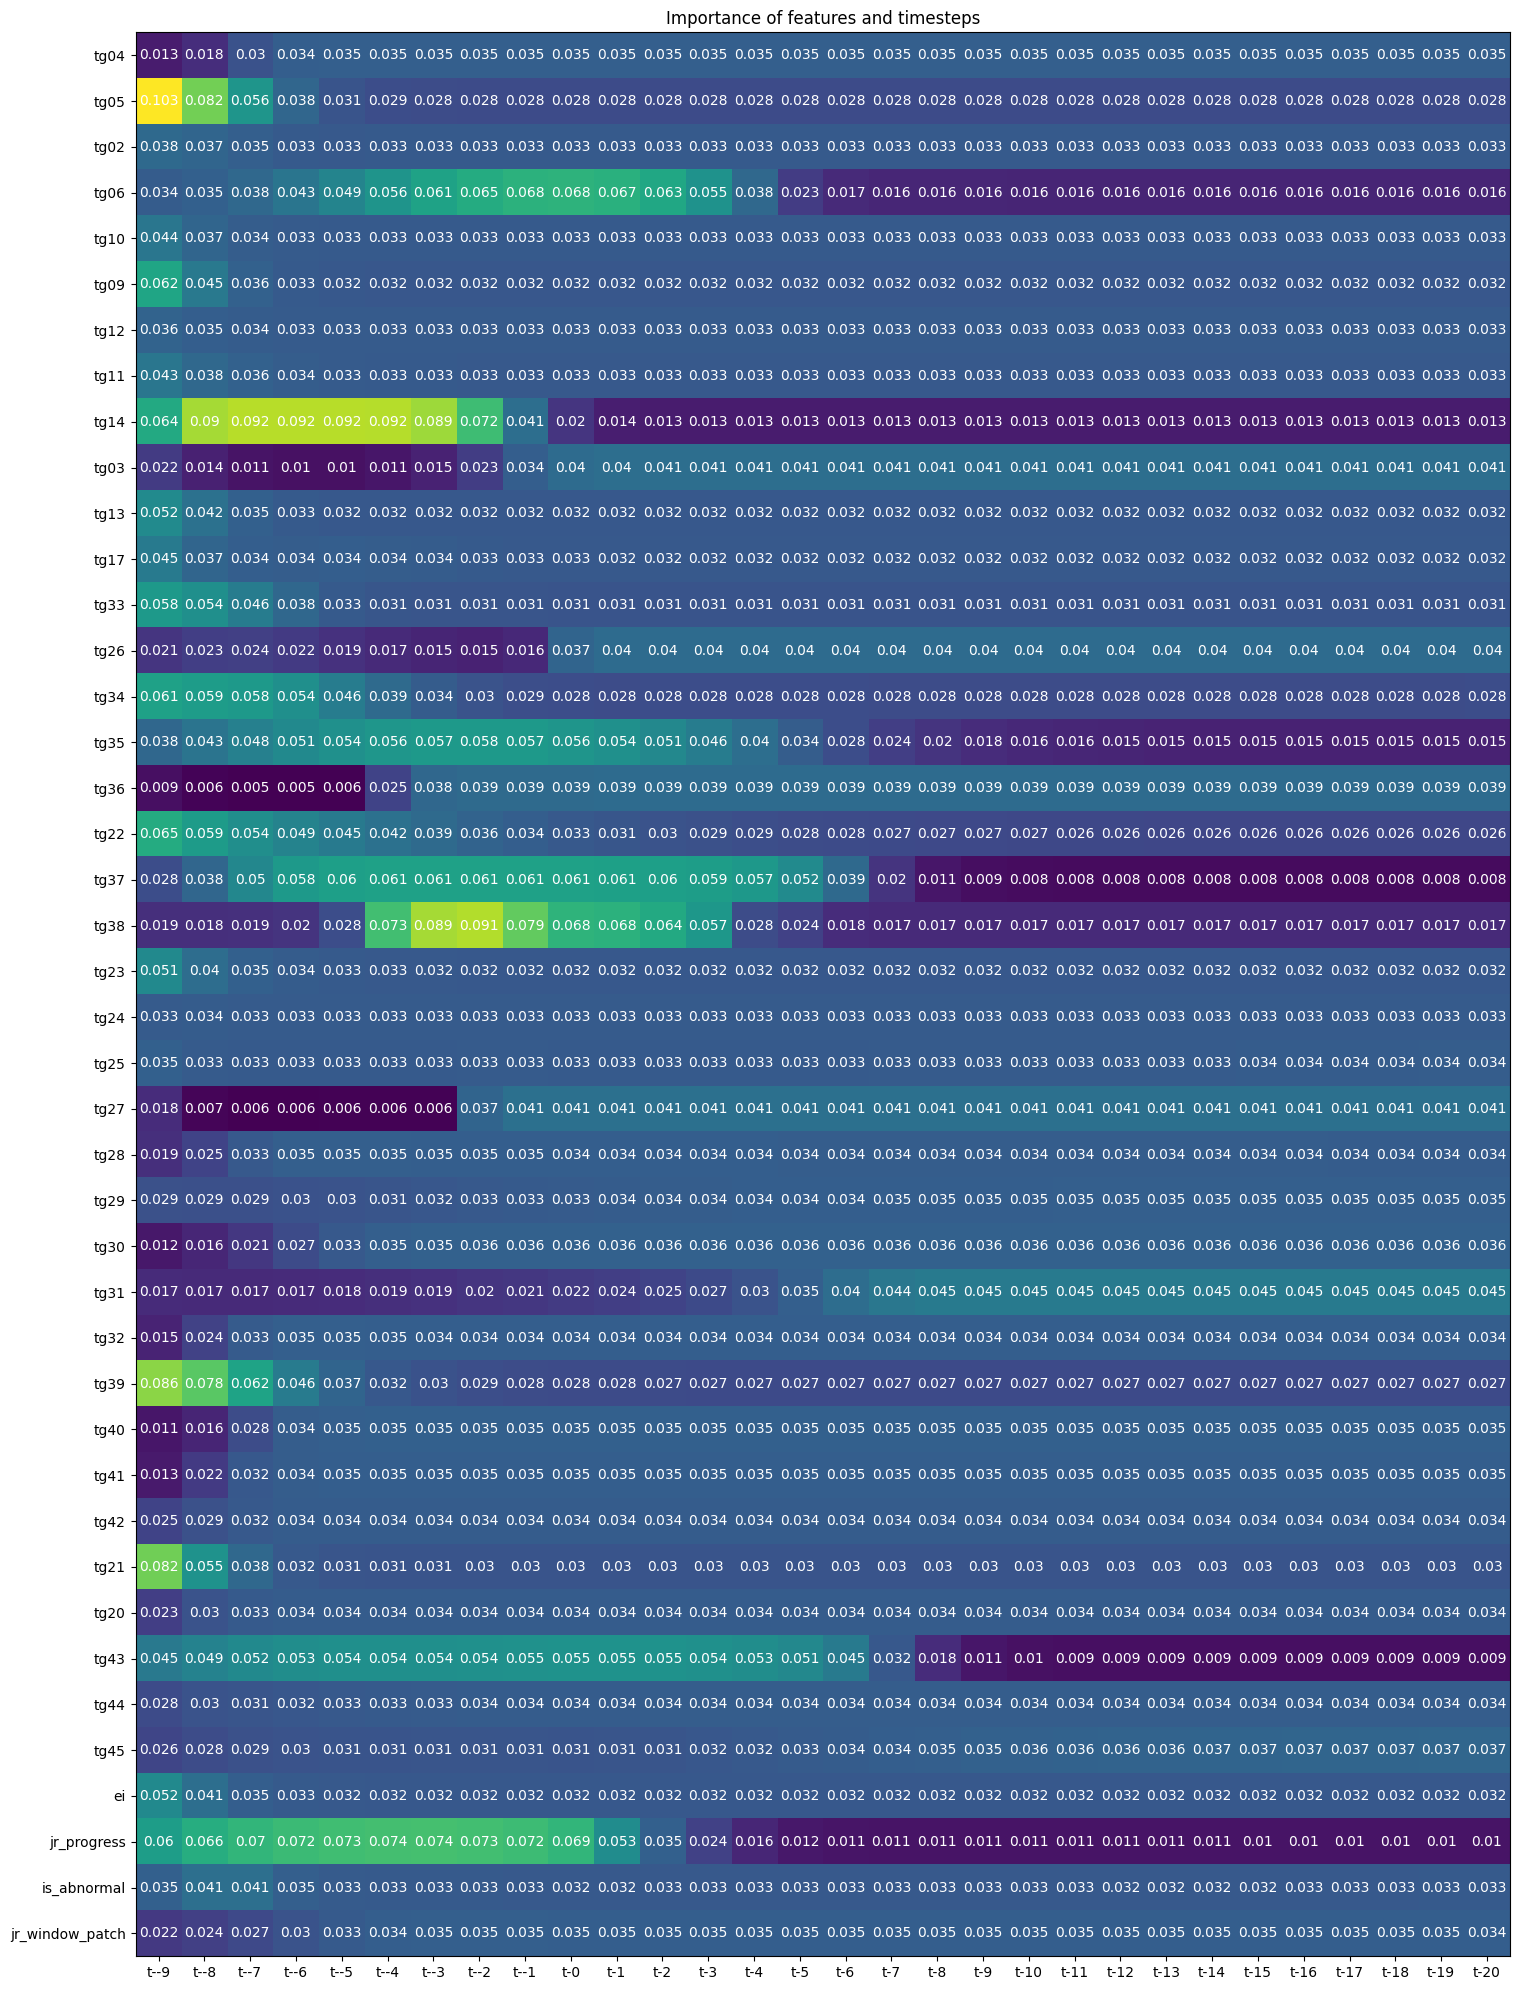 Importance of features and timesteps
tg04 0.013 0.018 0.03 0.034 0.035 0.035 0.035 0.035 0.035 0.035 0.035 0.035 0.035 0.035 0.035 0.035 0.035 0.035 0.035 0.035 0.035 0.035 0.035 0.035 0.035 0.035 0.035 0.035 0.035 0.035
tg05 0.103 0.082 0.056 0.038 0.031 0.029 0.028 0.028 0.028 0.028 0.028 0.028 0.028 0.028 0.028 0.028 0.028 0.028 0.028 0.028 0.028 0.028 0.028 0.028 0.028 0.028 0.028 0.028 0.028 0.028
tg02 0.038 0.037 0.035 0.033 0.033 0.033 0.033 0.033 0.033 0.033 0.033 0.033 0.033 0.033 0.033 0.033 0.033 0.033 0.033 0.033 0.033 0.033 0.033 0.033 0.033 0.033 0.033 0.033 0.033 0.033
tg06 0.034 0.035 0.038 0.043 0.049 0.056 0.061 0.065 0.068 0.068 0.067 0.063 0.055 0.038 0.023 0.017 0.016 0.016 0.016 0.016 0.016 0.016 0.016 0.016 0.016 0.016 0.016 0.016 0.016 0.016
tg10 0.044 0.037 0.034 0.033 0.033 0.033 0.033 0.033 0.033 0.033 0.033 0.033 0.033 0.033 0.033 0.033 0.033 0.033 0.033 0.033 0.033 0.033 0.033 0.033 0.033 0.033 0.033 0.033 0.033 0.033
tg09 0.062 0.045 0.036 0.033 0.032 0.032 0.032 0.032 0.032 0.032 0.032 0.032 0.032 0.032 0.032 0.032 0.032 0.032 0.032 0.032 0.032 0.032 0.032 0.032 0.032 0.032 0.032 0.032 0.032 0.032
tg12 0.036 0.035 0.034 0.033 0.033 0.033 0.033 0.033 0.033 0.033 0.033 0.033 0.033 0.033 0.033 0.033 0.033 0.033 0.033 0.033 0.033 0.033 0.033 0.033 0.033 0.033 0.033 0.033 0.033 0.033
tg11 0.043 0.038 0.036 0.034 0.033 0.033 0.033 0.033 0.033 0.033 0.033 0.033 0.033 0.033 0.033 0.033 0.033 0.033 0.033 0.033 0.033 0.033 0.033 0.033 0.033 0.033 0.033 0.033 0.033 0.033
tg14 0.064 0.09 0.092 0.092 0.092 0.092 0.089 0.072 0.041 0.02 0.014 0.013 0.013 0.013 0.013 0.013 0.013 0.013 0.013 0.013 0.013 0.013 0.013 0.013 0.013 0.013 0.013 0.013 0.013 0.013
tg03 0.022 0.014 0.011 0.01 0.01 0.011 0.015 0.023 0.034 0.04 0.04 0.041 0.041 0.041 0.041 0.041 0.041 0.041 0.041 0.041 0.041 0.041 0.041 0.041 0.041 0.041 0.041 0.041 0.041 0.041
tg13 0.052 0.042 0.035 0.033 0.032 0.032 0.032 0.032 0.032 0.032 0.032 0.032 0.032 0.032 0.032 0.032 0.032 0.032 0.032 0.032 0.032 0.032 0.032 0.032 0.032 0.032 0.032 0.032 0.032 0.032
tg17 0.045 0.037 0.034 0.034 0.034 0.034 0.034 0.033 0.033 0.033 0.032 0.032 0.032 0.032 0.032 0.032 0.032 0.032 0.032 0.032 0.032 0.032 0.032 0.032 0.032 0.032 0.032 0.032 0.032 0.032
tg33 0.058 0.054 0.046 0.038 0.033 0.031 0.031 0.031 0.031 0.031 0.031 0.031 0.031 0.031 0.031 0.031 0.031 0.031 0.031 0.031 0.031 0.031 0.031 0.031 0.031 0.031 0.031 0.031 0.031 0.031
tg26 0.021 0.023 0.024 0.022 0.019 0.017 0.015 0.015 0.016 0.037 0.04 0.04 0.04 0.04 0.04 0.04 0.04 0.04 0.04 0.04 0.04 0.04 0.04 0.04 0.04 0.04 0.04 0.04 0.04 0.04
tg34 0.061 0.059 0.058 0.054 0.046 0.039 0.034 0.03 0.029 0.028 0.028 0.028 0.028 0.028 0.028 0.028 0.028 0.028 0.028 0.028 0.028 0.028 0.028 0.028 0.028 0.028 0.028 0.028 0.028 0.028
tg35 0.038 0.043 0.048 0.051 0.054 0.056 0.057 0.058 0.057 0.056 0.054 0.051 0.046 0.04 0.034 0.028 0.024 0.02 0.018 0.016 0.016 0.015 0.015 0.015 0.015 0.015 0.015 0.015 0.015 0.015
tg36 0.009 0.006 0.005 0.005 0.006 0.025 0.038 0.039 0.039 0.039 0.039 0.039 0.039 0.039 0.039 0.039 0.039 0.039 0.039 0.039 0.039 0.039 0.039 0.039 0.039 0.039 0.039 0.039 0.039 0.039
tg22 0.065 0.059 0.054 0.049 0.045 0.042 0.039 0.036 0.034 0.033 0.031 0.03 0.029 0.029 0.028 0.028 0.027 0.027 0.027 0.027 0.026 0.026 0.026 0.026 0.026 0.026 0.026 0.026 0.026 0.026
tg37 0.028 0.038 0.05 0.058 0.06 0.061 0.061 0.061 0.061 0.061 0.061 0.06 0.059 0.057 0.052 0.039 0.02 0.011 0.009 0.008 0.008 0.008 0.008 0.008 0.008 0.008 0.008 0.008 0.008 0.008
tg38 0.019 0.018 0.019 0.02 0.028 0.073 0.089 0.091 0.079 0.068 0.068 0.064 0.057 0.028 0.024 0.018 0.017 0.017 0.017 0.017 0.017 0.017 0.017 0.017 0.017 0.017 0.017 0.017 0.017 0.017
tg23 0.051 0.04 0.035 0.034 0.033 0.033 0.032 0.032 0.032 0.032 0.032 0.032 0.032 0.032 0.032 0.032 0.032 0.032 0.032 0.032 0.032 0.032 0.032 0.032 0.032 0.032 0.032 0.032 0.032 0.032
tg24 0.033 0.034 0.033 0.033 0.033 0.033 0.033 0.033 0.033 0.033 0.033 0.033 0.033 0.033 0.033 0.033 0.033 0.033 0.033 0.033 0.033 0.033 0.033 0.033 0.033 0.033 0.033 0.033 0.033 0.033
tg25 0.035 0.033 0.033 0.033 0.033 0.033 0.033 0.033 0.033 0.033 0.033 0.033 0.033 0.033 0.033 0.033 0.033 0.033 0.033 0.033 0.033 0.033 0.033 0.033 0.034 0.034 0.034 0.034 0.034 0.034
tg27 0.018 0.007 0.006 0.006 0.006 0.006 0.006 0.037 0.041 0.041 0.041 0.041 0.041 0.041 0.041 0.041 0.041 0.041 0.041 0.041 0.041 0.041 0.041 0.041 0.041 0.041 0.041 0.041 0.041 0.041
tg28 0.019 0.025 0.033 0.035 0.035 0.035 0.035 0.035 0.035 0.034 0.034 0.034 0.034 0.034 0.034 0.034 0.034 0.034 0.034 0.034 0.034 0.034 0.034 0.034 0.034 0.034 0.034 0.034 0.034 0.034
tg29 0.029 0.029 0.029 0.03 0.03 0.031 0.032 0.033 0.033 0.033 0.034 0.034 0.034 0.034 0.034 0.034 0.035 0.035 0.035 0.035 0.035 0.035 0.035 0.035 0.035 0.035 0.035 0.035 0.035 0.035
tg30 0.012 0.016 0.021 0.027 0.033 0.035 0.035 0.036 0.036 0.036 0.036 0.036 0.036 0.036 0.036 0.036 0.036 0.036 0.036 0.036 0.036 0.036 0.036 0.036 0.036 0.036 0.036 0.036 0.036 0.036
tg31 0.017 0.017 0.017 0.017 0.018 0.019 0.019 0.02 0.021 0.022 0.024 0.025 0.027 0.03 0.035 0.04 0.044 0.045 0.045 0.045 0.045 0.045 0.045 0.045 0.045 0.045 0.045 0.045 0.045 0.045
tg32 0.015 0.024 0.033 0.035 0.035 0.035 0.034 0.034 0.034 0.034 0.034 0.034 0.034 0.034 0.034 0.034 0.034 0.034 0.034 0.034 0.034 0.034 0.034 0.034 0.034 0.034 0.034 0.034 0.034 0.034
tg39 0.086 0.078 0.062 0.046 0.037 0.032 0.03 0.029 0.028 0.028 0.028 0.027 0.027 0.027 0.027 0.027 0.027 0.027 0.027 0.027 0.027 0.027 0.027 0.027 0.027 0.027 0.027 0.027 0.027 0.027
tg40 0.011 0.016 0.028 0.034 0.035 0.035 0.035 0.035 0.035 0.035 0.035 0.035 0.035 0.035 0.035 0.035 0.035 0.035 0.035 0.035 0.035 0.035 0.035 0.035 0.035 0.035 0.035 0.035 0.035 0.035
tg41 0.013 0.022 0.032 0.034 0.035 0.035 0.035 0.035 0.035 0.035 0.035 0.035 0.035 0.035 0.035 0.035 0.035 0.035 0.035 0.035 0.035 0.035 0.035 0.035 0.035 0.035 0.035 0.035 0.035 0.035
tg42 0.025 0.029 0.032 0.034 0.034 0.034 0.034 0.034 0.034 0.034 0.034 0.034 0.034 0.034 0.034 0.034 0.034 0.034 0.034 0.034 0.034 0.034 0.034 0.034 0.034 0.034 0.034 0.034 0.034 0.034
tg21 0.082 0.055 0.038 0.032 0.031 0.031 0.031 0.03 0.03 0.03 0.03 0.03 0.03 0.03 0.03 0.03 0.03 0.03 0.03 0.03 0.03 0.03 0.03 0.03 0.03 0.03 0.03 0.03 0.03 0.03
tg20 0.023 0.03 0.033 0.034 0.034 0.034 0.034 0.034 0.034 0.034 0.034 0.034 0.034 0.034 0.034 0.034 0.034 0.034 0.034 0.034 0.034 0.034 0.034 0.034 0.034 0.034 0.034 0.034 0.034 0.034
tg43 0.045 0.049 0.052 0.053 0.054 0.054 0.054 0.054 0.055 0.055 0.055 0.055 0.054 0.053 0.051 0.045 0.032 0.018 0.011 0.01 0.009 0.009 0.009 0.009 0.009 0.009 0.009 0.009 0.009 0.009
tg44 0.028 0.03 0.031 0.032 0.033 0.033 0.033 0.034 0.034 0.034 0.034 0.034 0.034 0.034 0.034 0.034 0.034 0.034 0.034 0.034 0.034 0.034 0.034 0.034 0.034 0.034 0.034 0.034 0.034 0.034
tg45 0.026 0.028 0.029 0.03 0.031 0.031 0.031 0.031 0.031 0.031 0.031 0.031 0.032 0.032 0.033 0.034 0.034 0.035 0.035 0.036 0.036 0.036 0.036 0.037 0.037 0.037 0.037 0.037 0.037 0.037
ei 0.052 0.041 0.035 0.033 0.032 0.032 0.032 0.032 0.032 0.032 0.032 0.032 0.032 0.032 0.032 0.032 0.032 0.032 0.032 0.032 0.032 0.032 0.032 0.032 0.032 0.032 0.032 0.032 0.032 0.032
jr_progress 0.06 0.066 0.07 0.072 0.073 0.074 0.074 0.073 0.072 0.069 0.053 0.035 0.024 0.016 0.012 0.011 0.011 0.011 0.011 0.011 0.011 0.011 0.011 0.011 0.01 0.01 0.01 0.01 0.01 0.01
is_abnormal 0.035 0.041 0.041 0.035 0.033 0.033 0.033 0.033 0.033 0.032 0.032 0.033 0.033 0.033 0.033 0.033 0.033 0.033 0.033 0.033 0.033 0.032 0.032 0.032 0.032 0.033 0.033 0.033 0.033 0.033
jr_window_patch 0.022 0.024 0.027 0.03 0.033 0.034 0.035 0.035 0.035 0.035 0.035 0.035 0.035 0.035 0.035 0.035 0.035 0.035 0.035 0.035 0.035 0.035 0.035 0.035 0.035 0.035 0.035 0.035 0.035 0.034
t--9 t--8 t--7 t--6 t--5 t--4 t--3 t--2 t--1 t-0 t-1 t-2 t-3 t-4 t-5 t-6 t-7 t-8 t-9 t-10 t-11 t-12 t-13 t-14 t-15 t-16 t-17 t-18 t-19 t-20